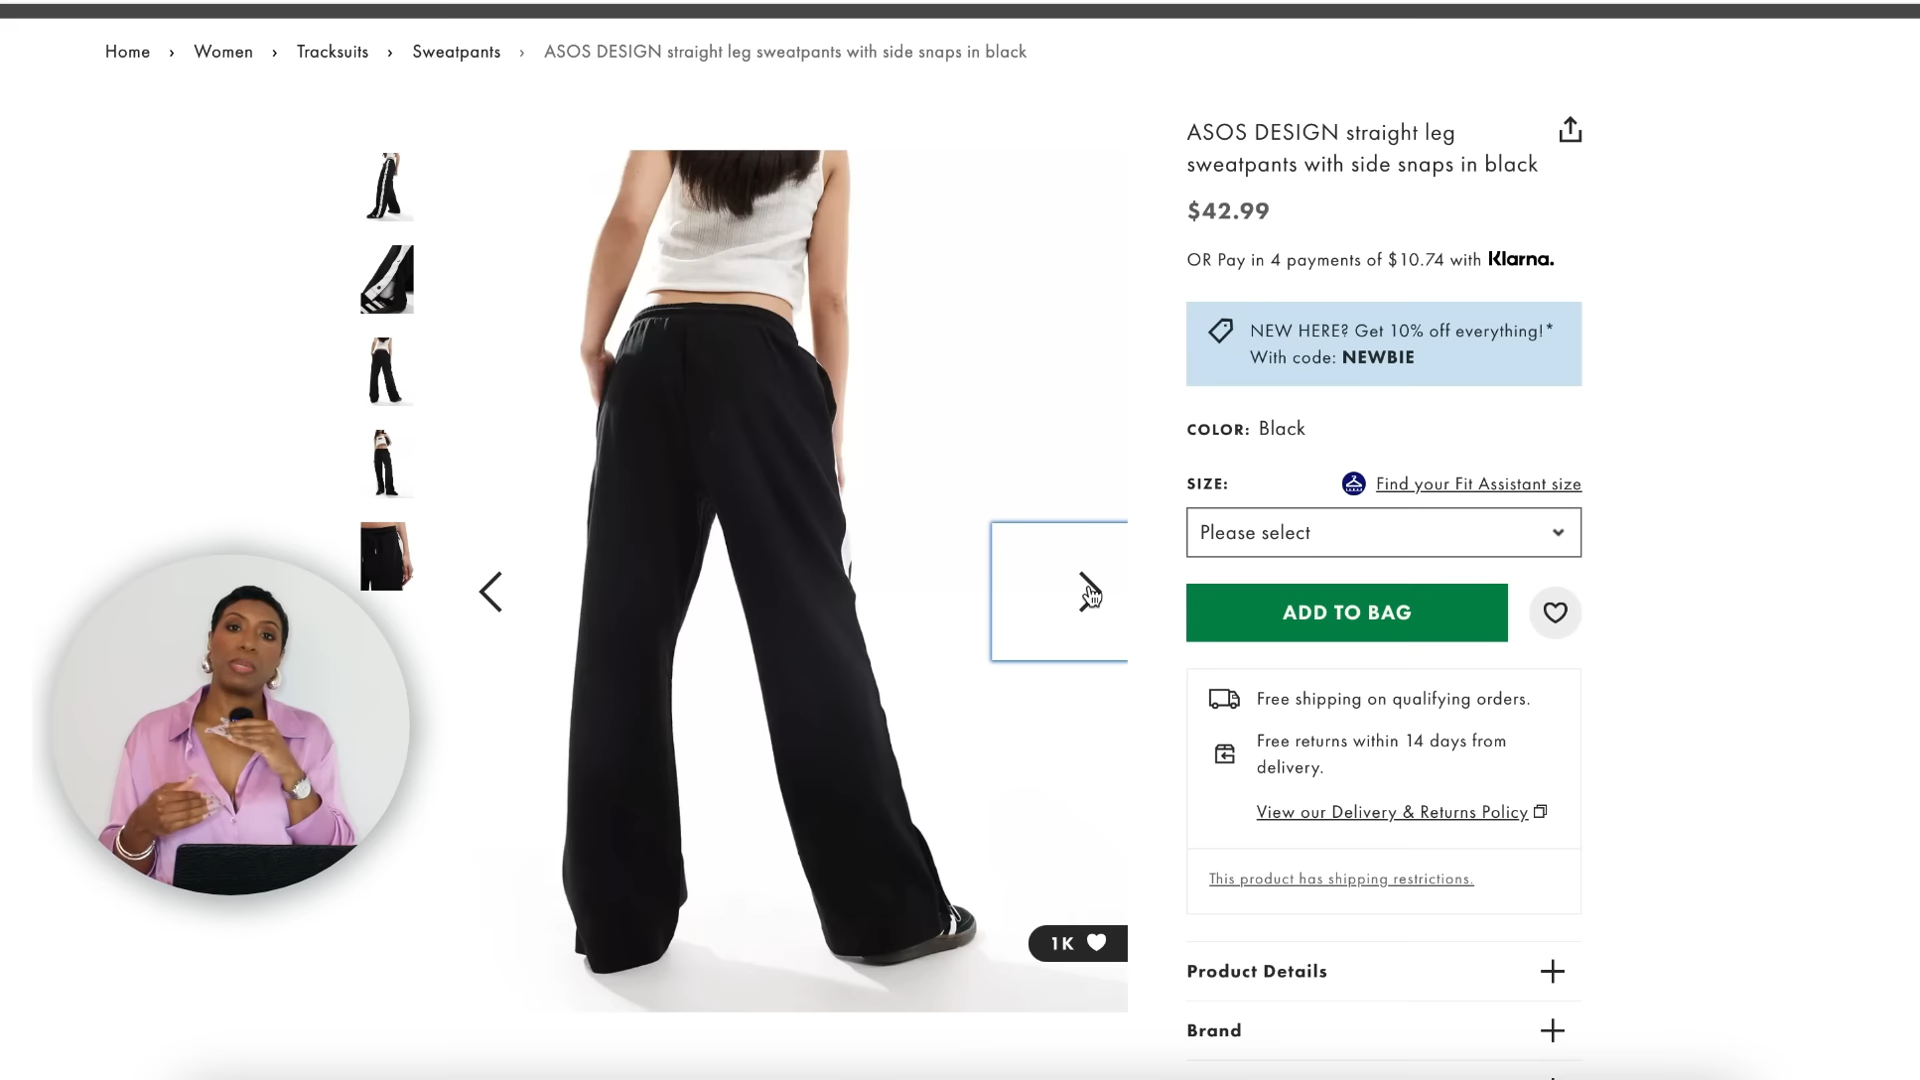 Home › Women › Tracksuits › Sweatpants › ASOS DESIGN straight leg sweatpants with side snaps in black
ASOS DESIGN straight leg
sweatpants with side snaps in black
$42.99
OR Pay in 4 payments of $10.74 with Klarna.
NEW HERE? Get 10% off everything!*
With code: NEWBIE
COLOR: Black
SIZE: Find your Fit Assistant size
Please select
ADD TO BAG
Free shipping on qualifying orders.
Free returns within 14 days from
delivery.
View our Delivery & Returns Policy
This product has shipping restrictions.
1K
Product Details
Brand